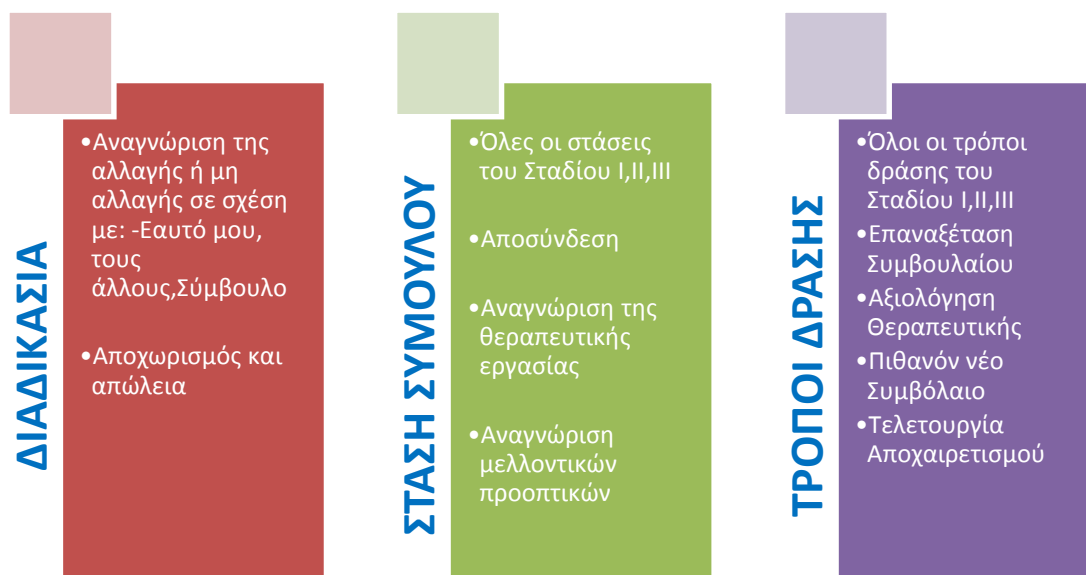 ΔΙΑΔΙΚΑΣΙΑ
•Αναγνώριση της
αλλαγής ή μη
αλλαγής σε σχέση
με: -Εαυτό μου,
τους
άλλους,Σύμβουλο
•Αποχωρισμός και
απώλεια
ΣΤΑΣΗ ΣΥΜΟΥΛΟΥ
•Όλες οι στάσεις
του Σταδίου Ι,ΙΙ,ΙΙΙ
•Αποσύνδεση
•Αναγνώριση της
θεραπευτικής
εργασίας
•Αναγνώριση
μελλοντικών
προοπτικών
ΤΡΟΠΟΙ ΔΡΑΣΗΣ
•Όλοι οι τρόποι
δράσης του
Σταδίου Ι,ΙΙ,ΙΙΙ
•Επαναξέταση
Συμβουλαίου
•Αξιολόγηση
Θεραπευτικής
•Πιθανόν νέο
Συμβόλαιο
•Τελετουργία
Αποχαιρετισμού